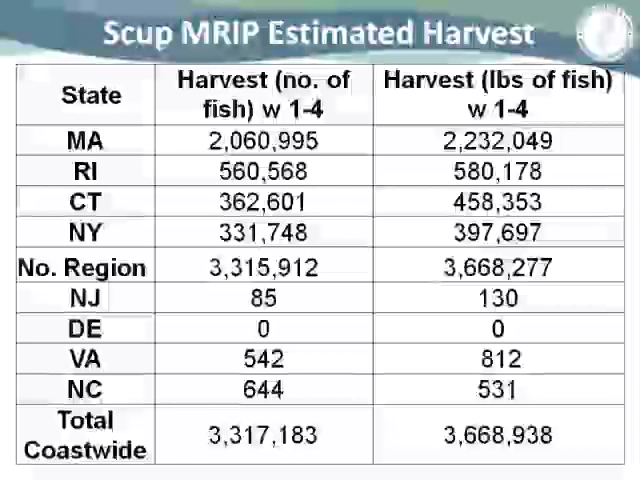 Scup MRIP Estimated Harvest
State Harvest (no. of fish) w 1-4 Harvest (lbs of fish) w 1-4
MA 2,060,995 2,232,049
RI 560,568 580,178
CT 362,601 458,353
NY 331,748 397,697
No. Region 3,315,912 3,668,277
NJ 85 130
DE 0 0
VA 542 812
NC 644 531
Total Coastwide 3,317,183 3,668,938